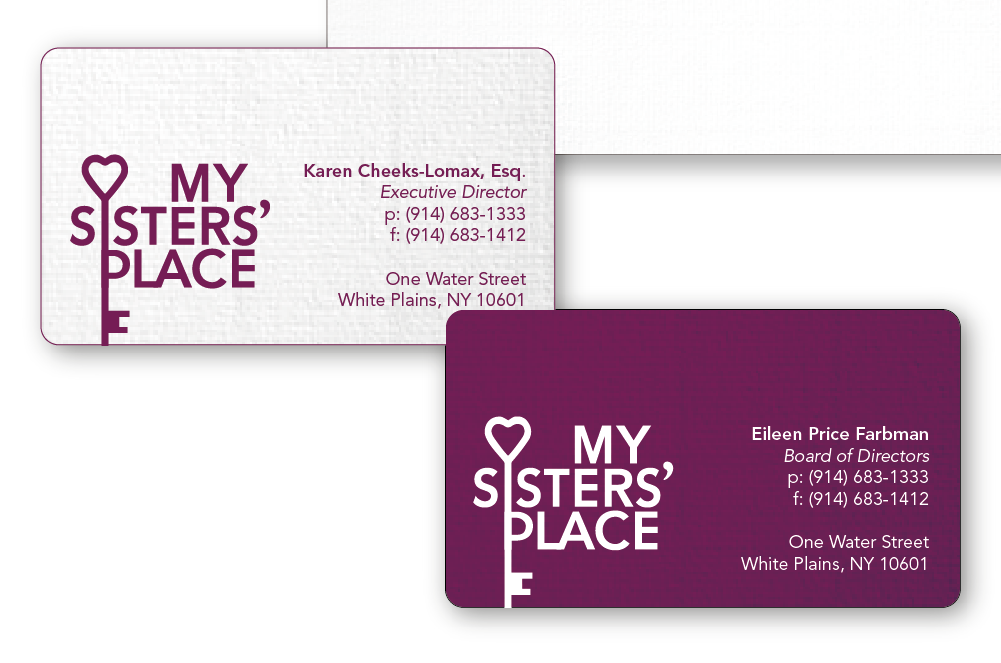 MY
SISTERS’
PLACE
Karen Cheeks-Lomax, Esq.
Executive Director
p: (914) 683-1333
f: (914) 683-1412
One Water Street
White Plains, NY 10601
MY
SISTERS’
PLACE
Eileen Price Farbman
Board of Directors
p: (914) 683-1333
f: (914) 683-1412
One Water Street
White Plains, NY 10601